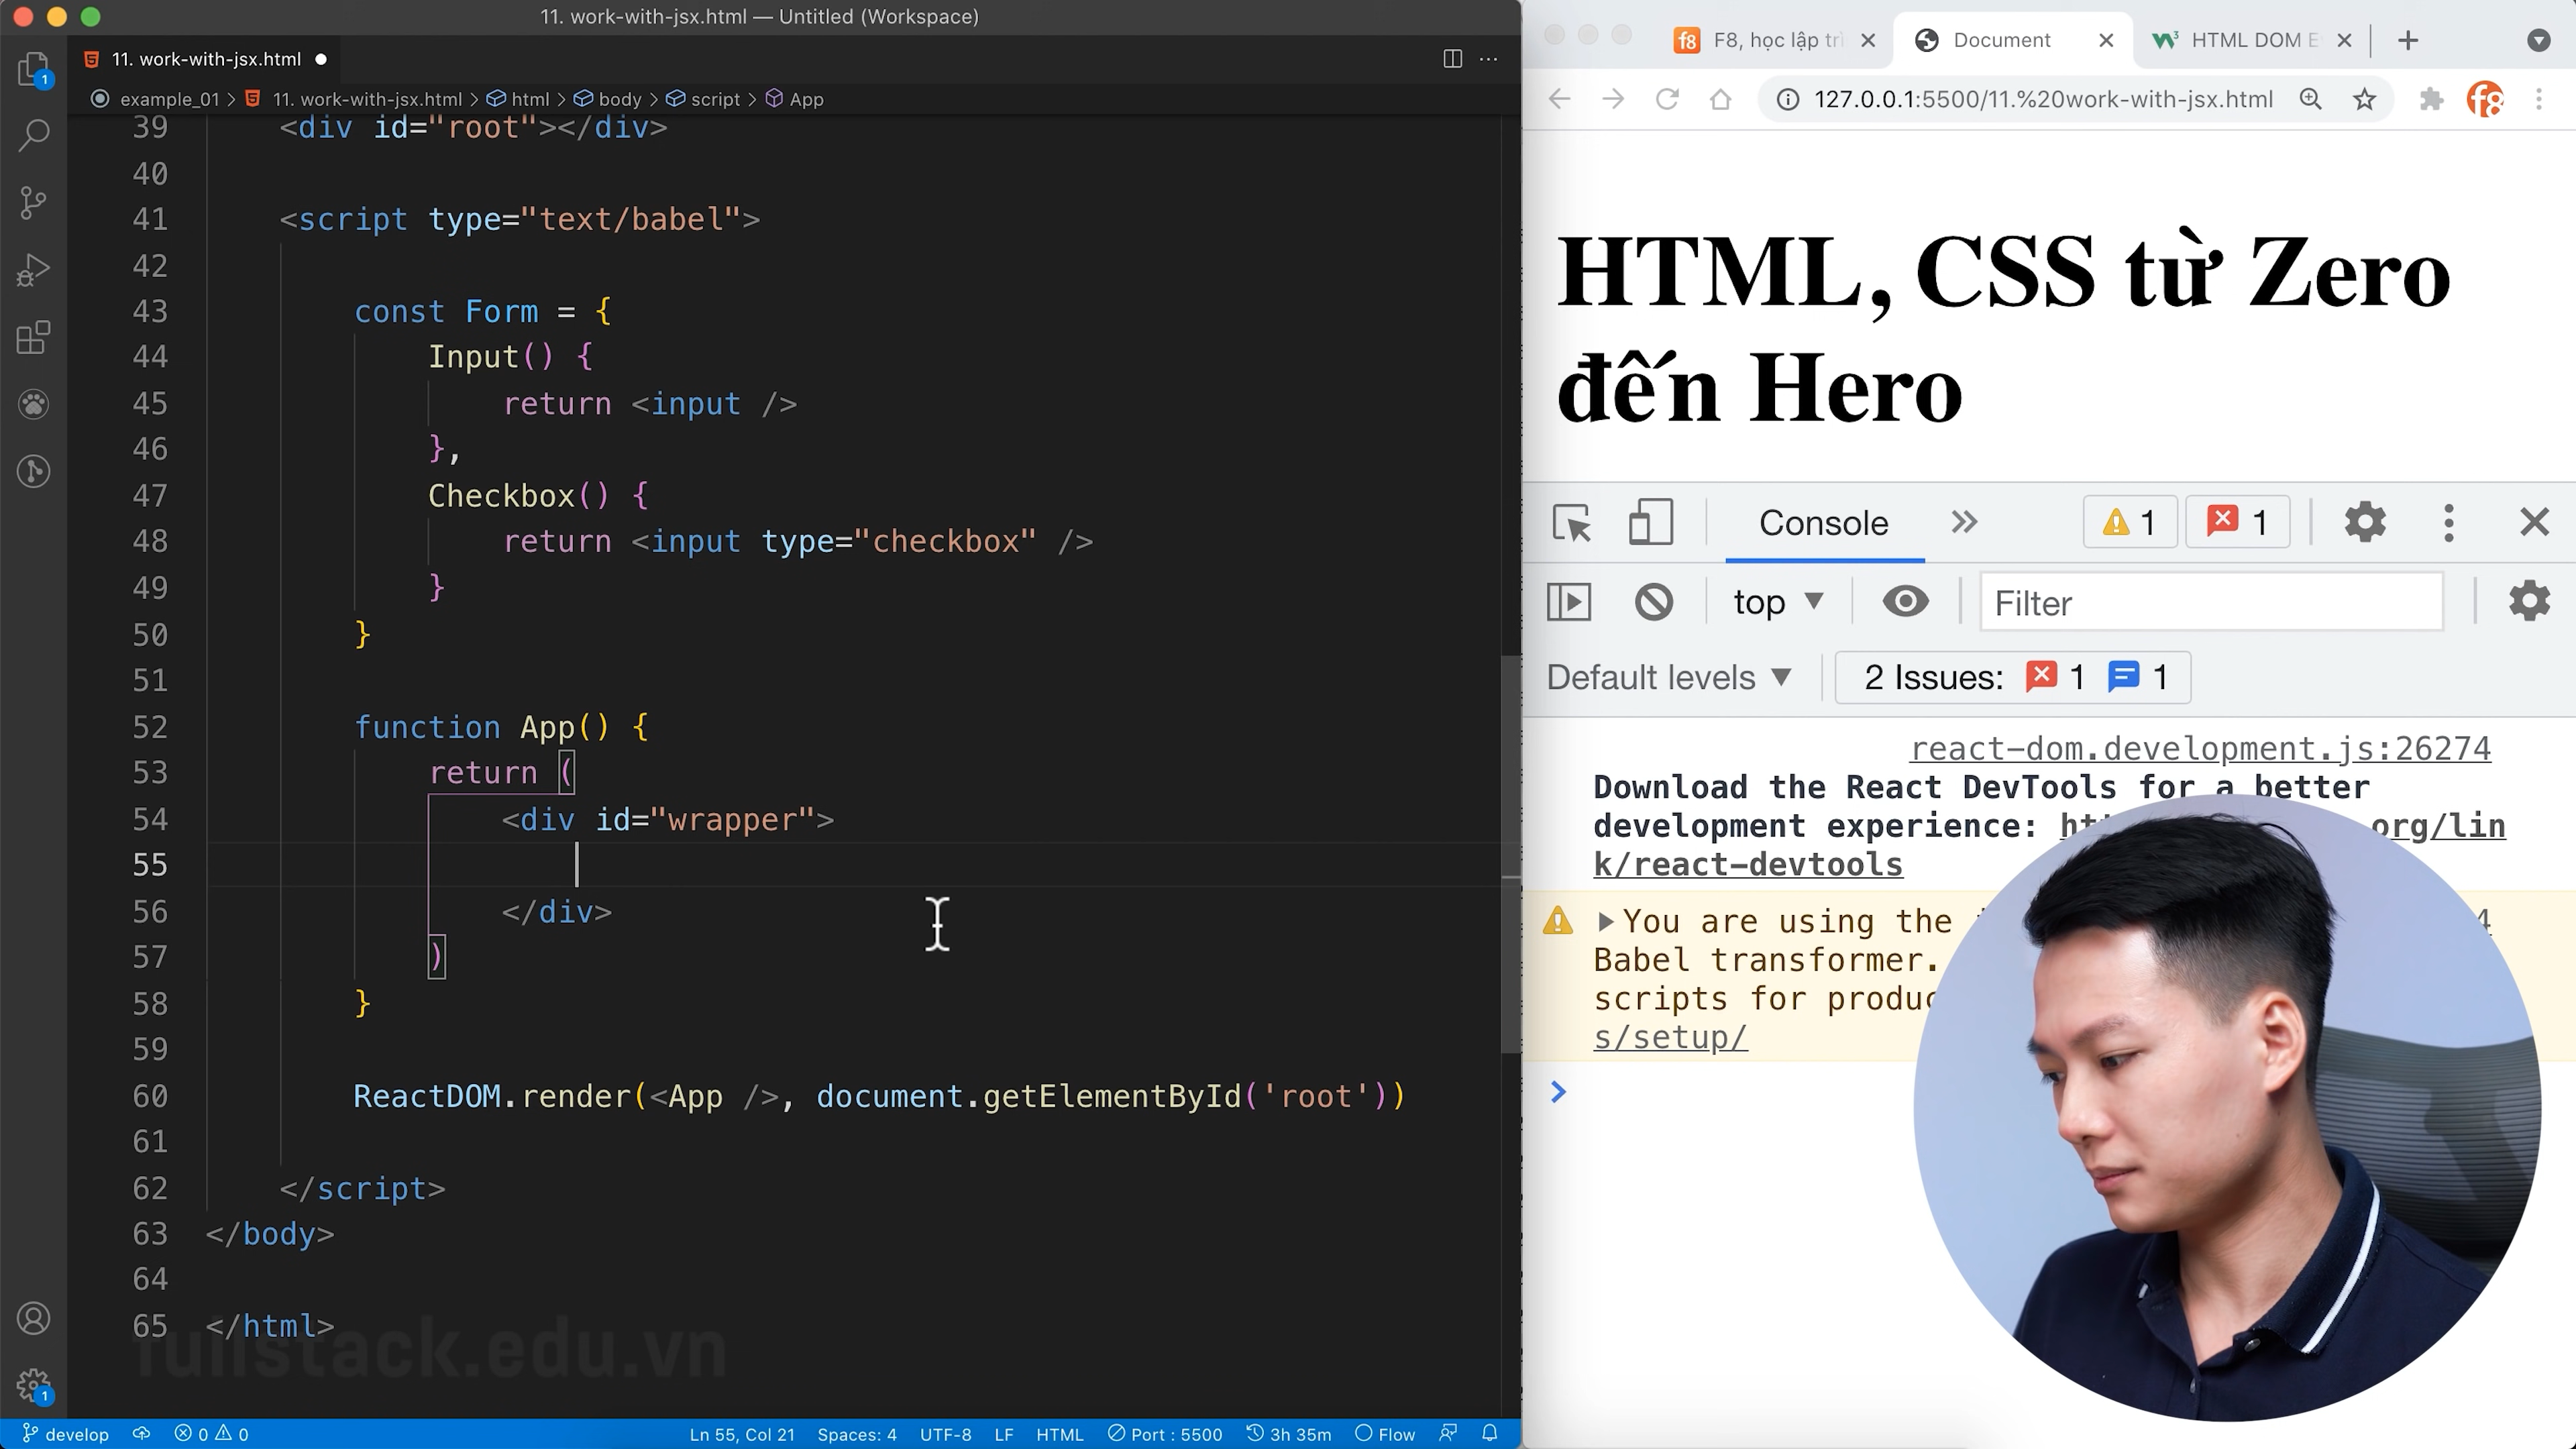 11. work-with-jsx.html — Untitled (Workspace)
11. work-with-jsx.html
example_01 > 11. work-with-jsx.html > html > body > script > App
39 <div id="root"></div>
40
41 <script type="text/babel">
42
43 const Form = {
44 Input() {
45 return <input />
46 },
47 Checkbox() {
48 return <input type="checkbox" />
49 }
50 }
51
52 function App() {
53 return (
54 <div id="wrapper">
55
56 </div>
57 )
58 }
59
60 ReactDOM.render(<App />, document.getElementById('root'))
61
62 </script>
63 </body>
64
65 </html>
fullstack.edu.vn
1
1
develop 0 0 Ln 55, Col 21 Spaces: 4 UTF-8 LF HTML Port : 5500 3h 35m Flow
f8 F8, học lập trì Document HTML DOM E
127.0.0.1:5500/11.%20work-with-jsx.html f8
HTML, CSS từ Zero
đến Hero
Console 1 1
top Filter
Default levels 2 Issues: 1 1
react-dom.development.js:26274
Download the React DevTools for a better
development experience: org/lin
k/react-devtools
You are using the 4
Babel transformer.
scripts for produc
s/setup/